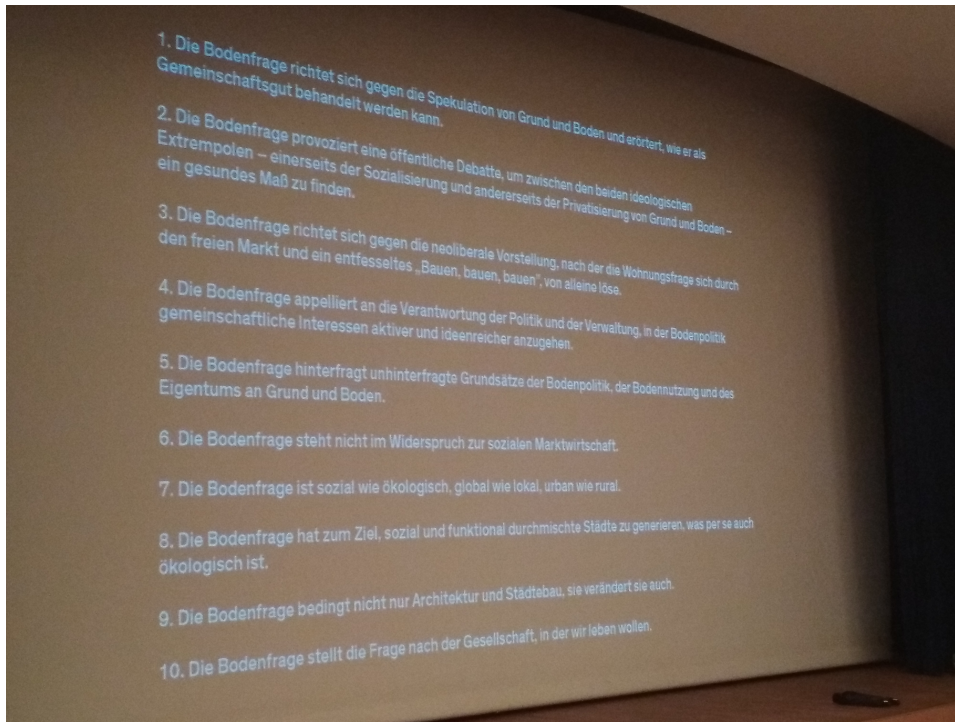 1. Die Bodenfrage richtet sich gegen die Spekulation von Grund und Boden und erörtert, wie er als
Gemeinschaftsgut behandelt werden kann.
2. Die Bodenfrage provoziert eine öffentliche Debatte, um zwischen den beiden ideologischen
Extrempolen – einerseits der Sozialisierung und andererseits der Privatisierung von Grund und Boden –
ein gesundes Maß zu finden.
3. Die Bodenfrage richtet sich gegen die neoliberale Vorstellung, nach der die Wohnungsfrage sich durch
den freien Markt und ein entfesseltes „Bauen, bauen, bauen", von alleine löse.
4. Die Bodenfrage appelliert an die Verantwortung der Politik und der Verwaltung, in der Bodenpolitik
gemeinschaftliche Interessen aktiver und ideenreicher anzugehen.
5. Die Bodenfrage hinterfragt unhinterfragte Grundsätze der Bodenpolitik, der Bodennutzung und des
Eigentums an Grund und Boden.
6. Die Bodenfrage steht nicht im Widerspruch zur sozialen Marktwirtschaft.
7. Die Bodenfrage ist sozial wie ökologisch, global wie lokal, urban wie rural.
8. Die Bodenfrage hat zum Ziel, sozial und funktional durchmischte Städte zu generieren, was per se auch
ökologisch ist.
9. Die Bodenfrage bedingt nicht nur Architektur und Städtebau, sie verändert sie auch.
10. Die Bodenfrage stellt die Frage nach der Gesellschaft, in der wir leben wollen.